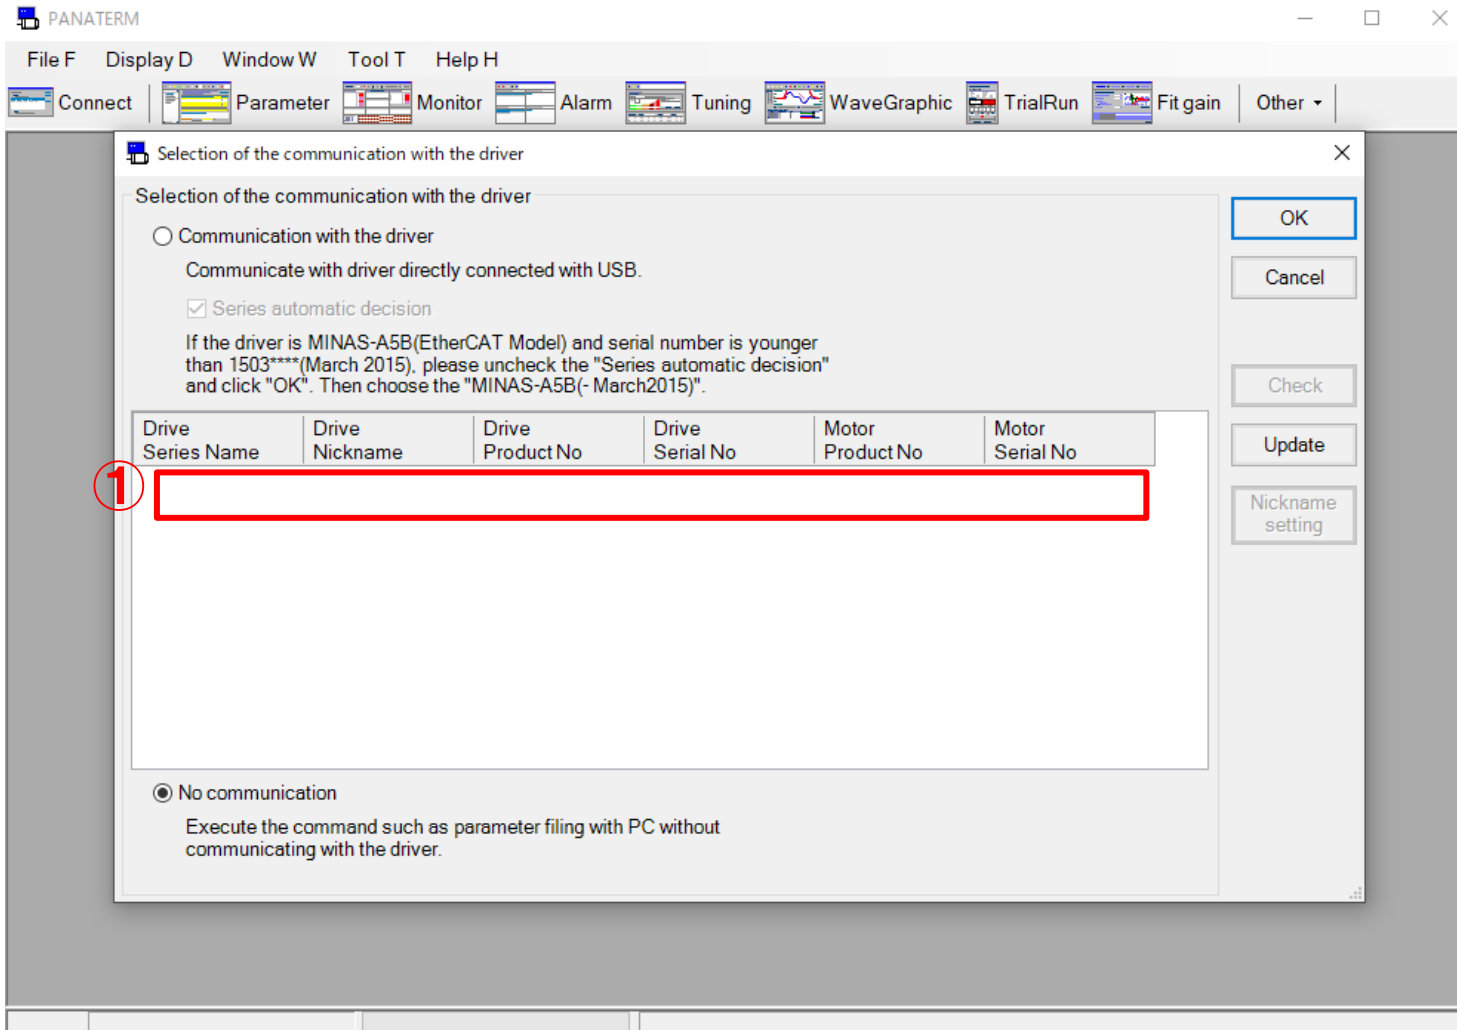 PANATERM
File F Display D Window W Tool T Help H
Connect Parameter Monitor Alarm Tuning WaveGraphic TrialRun Fit gain Other
Selection of the communication with the driver
Selection of the communication with the driver
Communication with the driver
Communicate with driver directly connected with USB.
Series automatic decision
If the driver is MINAS-A5B(EtherCAT Model) and serial number is younger
than 1503****(March 2015), please uncheck the "Series automatic decision"
and click "OK". Then choose the "MINAS-A5B(- March2015)".
Drive Series Name
Drive Nickname
Drive Product No
Drive Serial No
Motor Product No
Motor Serial No
①
No communication
Execute the command such as parameter filing with PC without
communicating with the driver.
OK
Cancel
Check
Update
Nickname
setting